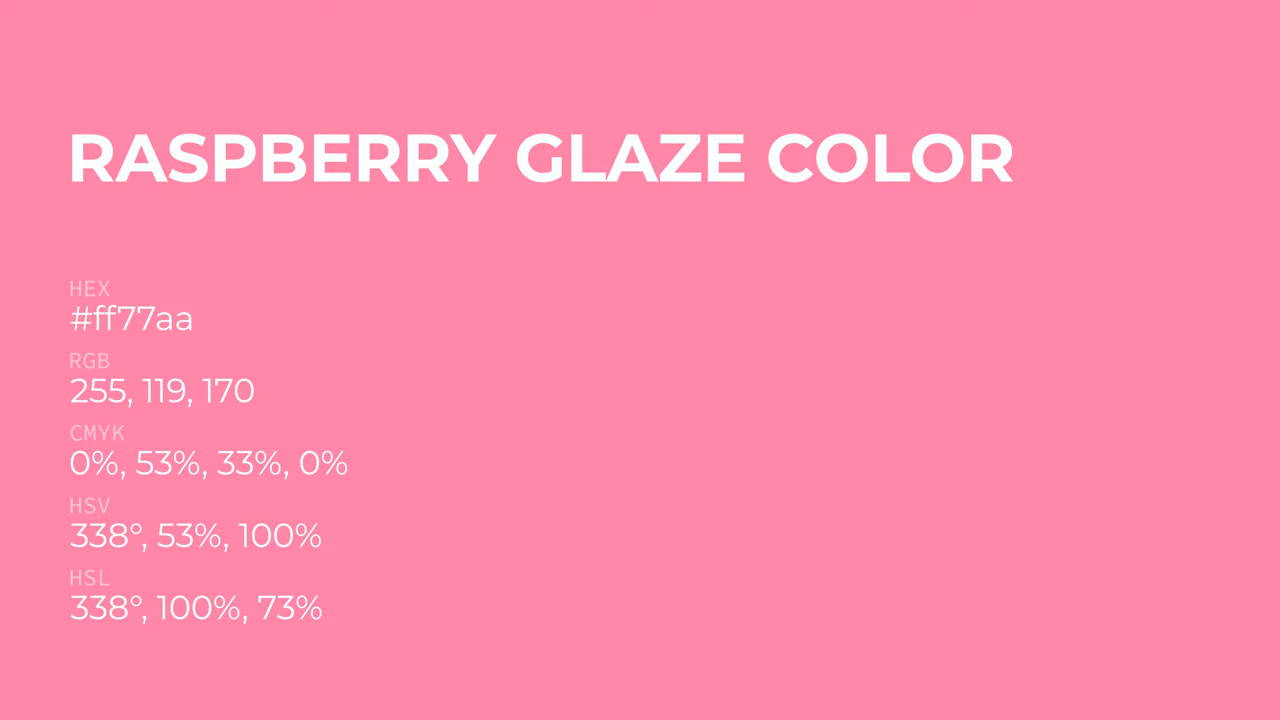 RASPBERRY GLAZE COLOR
HEX
#ff77aa
RGB
255, 119, 170
CMYK
0%, 53%, 33%, 0%
HSV
338°, 53%, 100%
HSL
338°, 100%, 73%